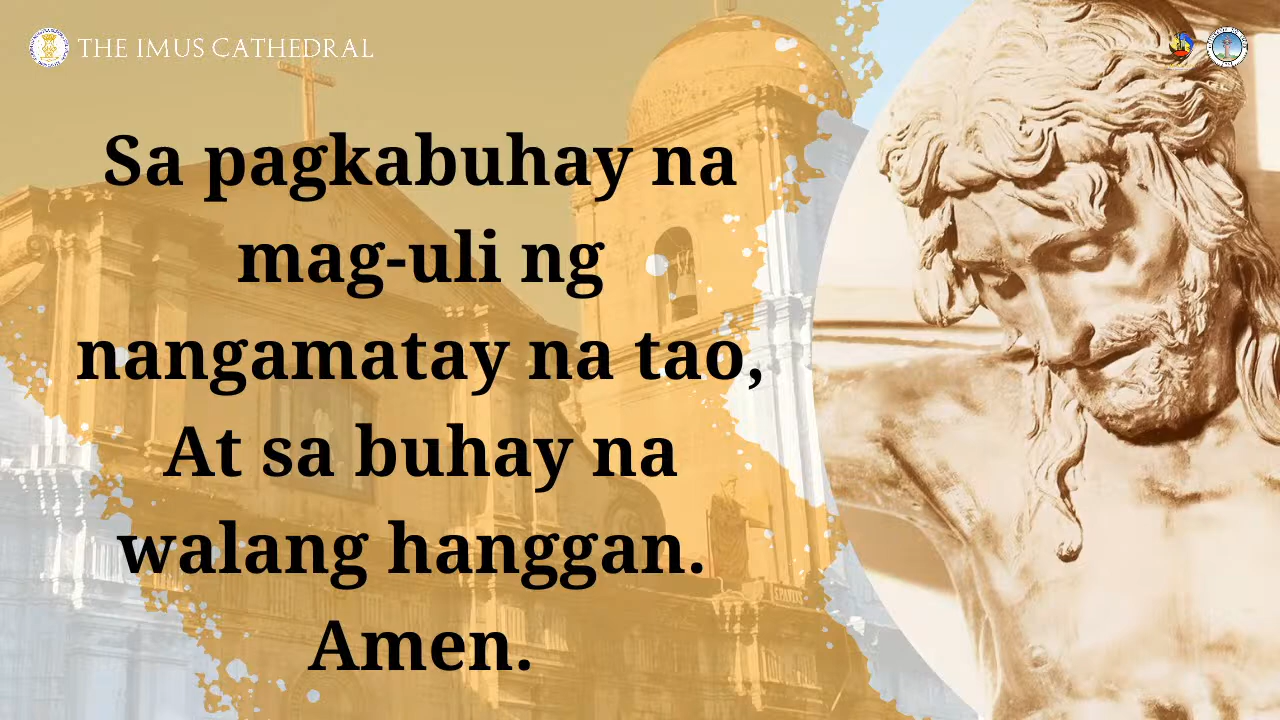 THE IMUS CATHEDRAL
Sa pagkabuhay na
mag-uli ng
nangamatay na tao,
At sa buhay na
walang hanggan.
Amen.